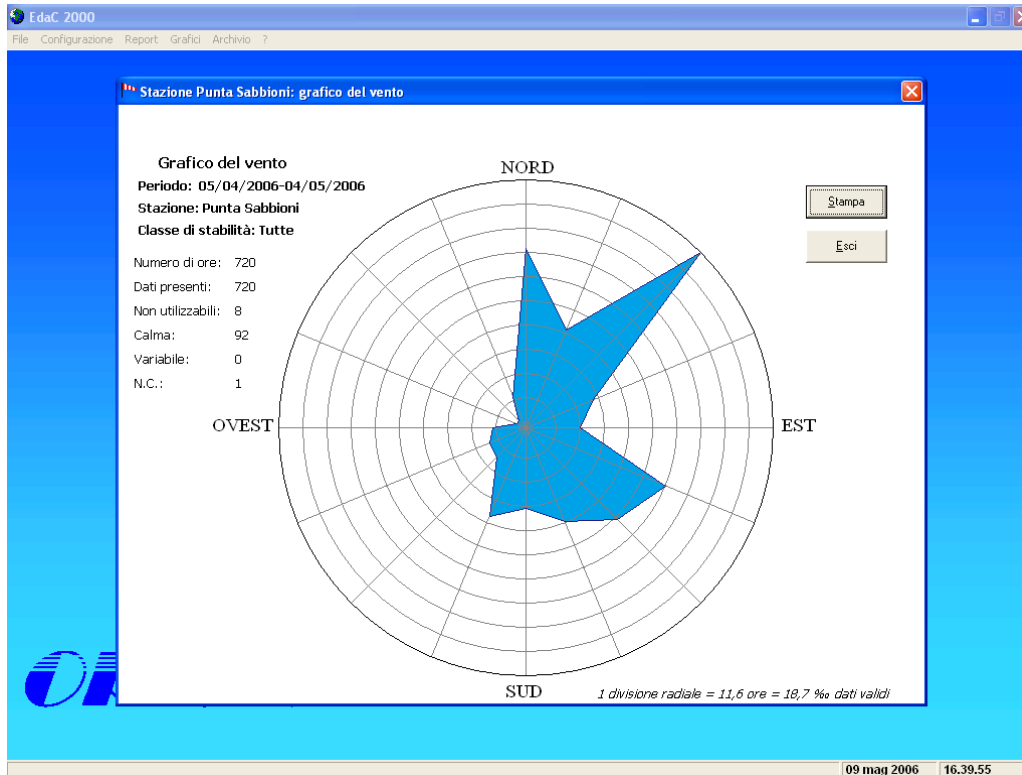 EdaC 2000
File Configurazione Report Grafici Archivio ?
Stazione Punta Sabbioni: grafico del vento
Grafico del vento
Periodo: 05/04/2006-04/05/2006
Stazione: Punta Sabbioni
Classe di stabilità: Tutte
Numero di ore: 720
Dati presenti: 720
Non utilizzabili: 8
Calma: 92
Variabile: 0
N.C.: 1
NORD
OVEST
EST
SUD
Stampa
Esci
1 divisione radiale = 11,6 ore = 18,7 ‰ dati validi
09 mag 2006 16.39.55